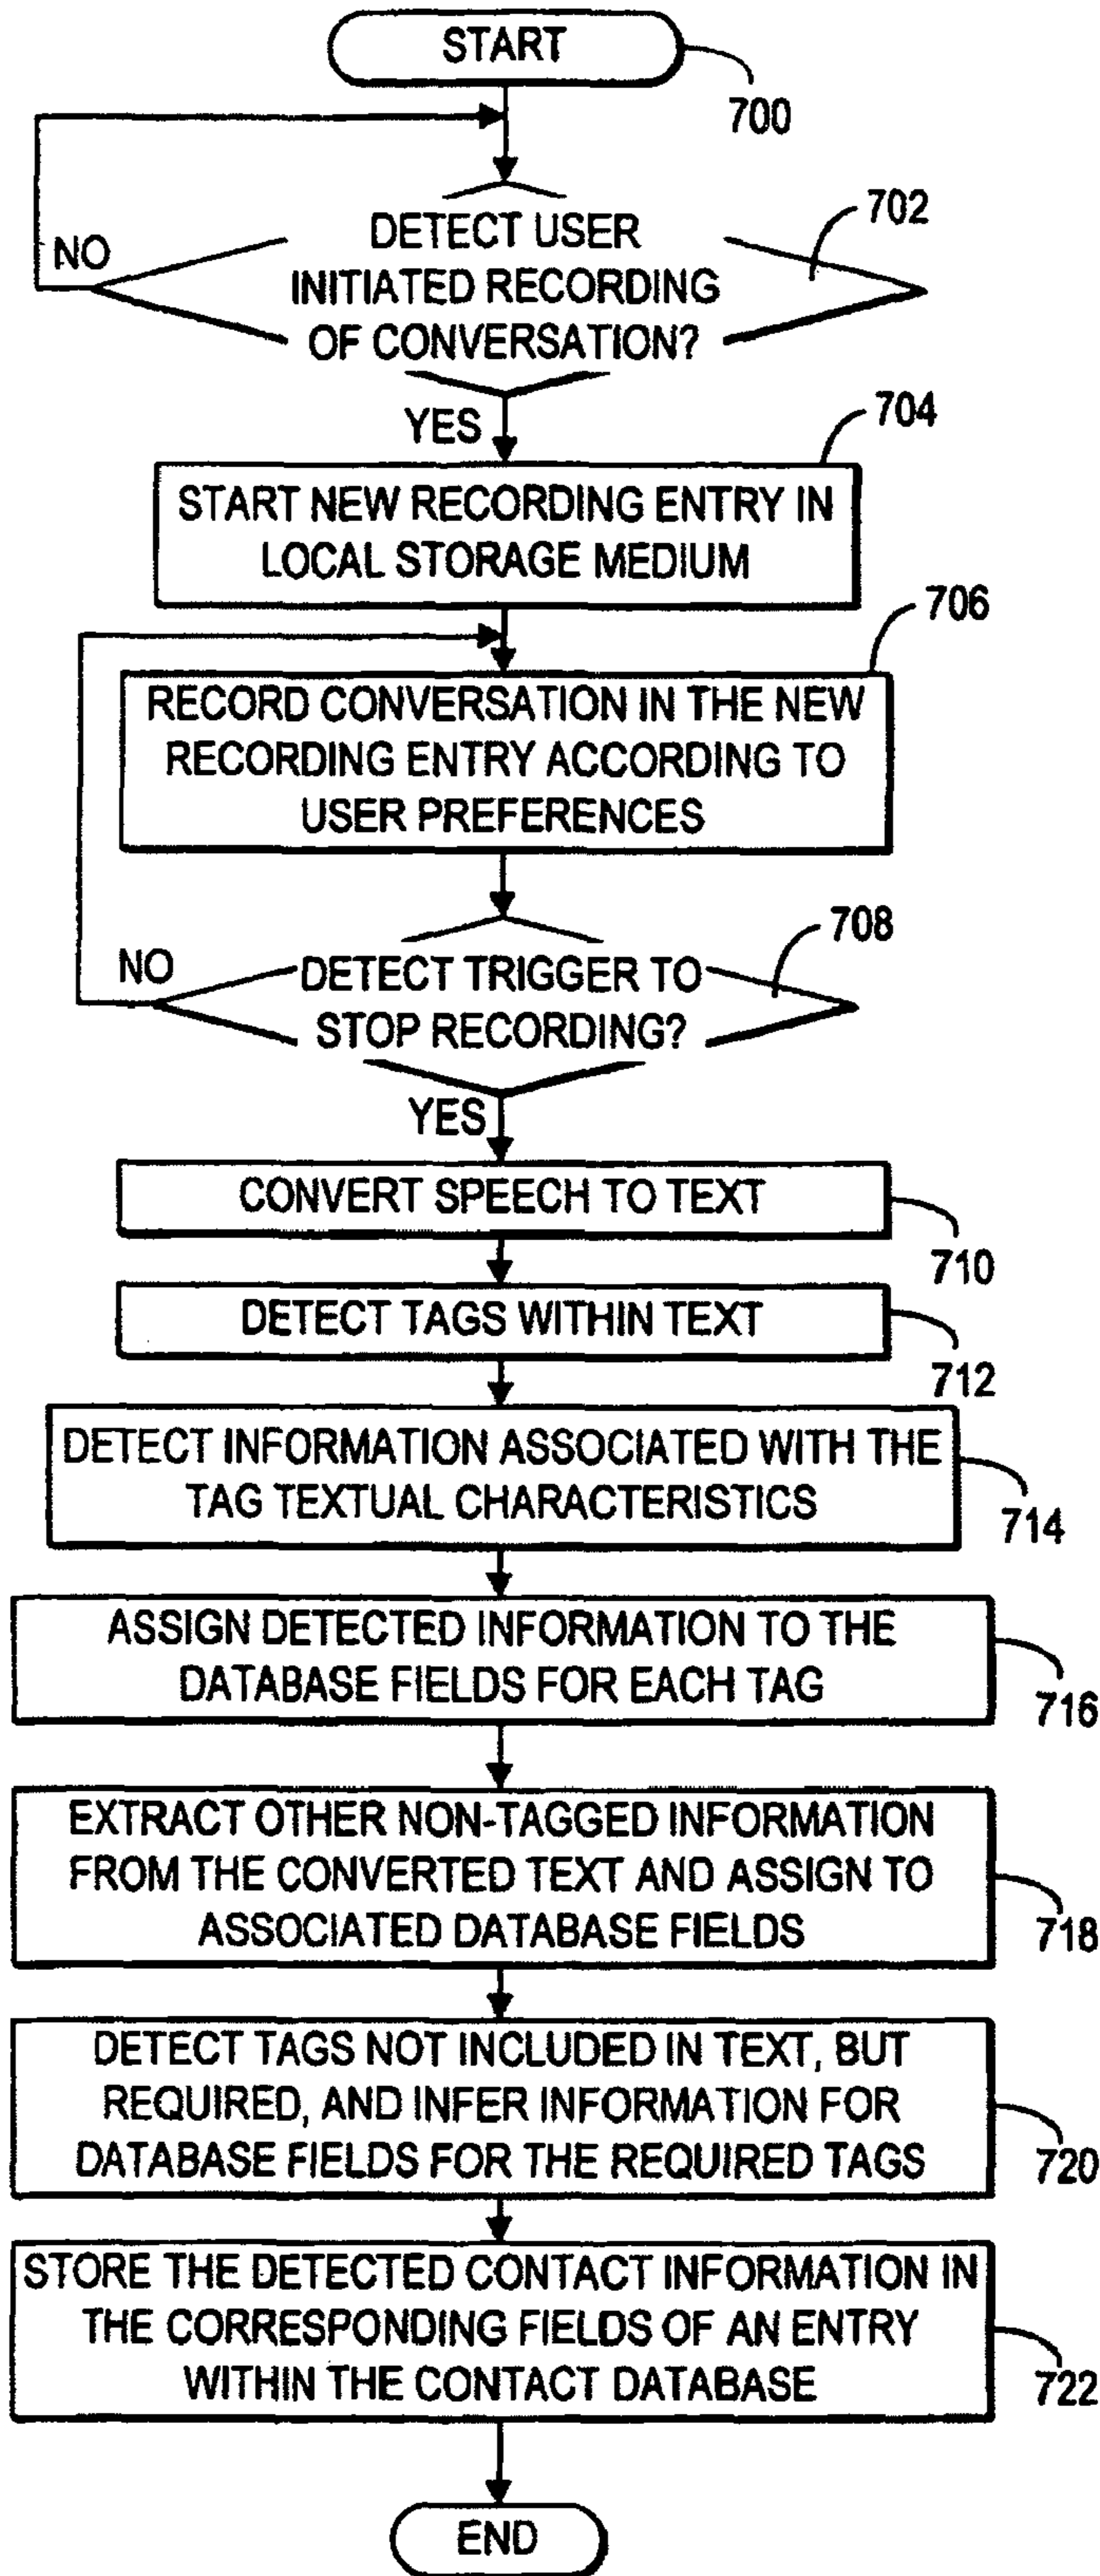 START
700
DETECT USER
INITIATED RECORDING
OF CONVERSATION?
702
NO
YES
704
START NEW RECORDING ENTRY IN
LOCAL STORAGE MEDIUM
706
RECORD CONVERSATION IN THE NEW
RECORDING ENTRY ACCORDING TO
USER PREFERENCES
708
NO
DETECT TRIGGER TO
STOP RECORDING?
YES
CONVERT SPEECH TO TEXT
710
DETECT TAGS WITHIN TEXT
712
DETECT INFORMATION ASSOCIATED WITH THE
TAG TEXTUAL CHARACTERISTICS
714
ASSIGN DETECTED INFORMATION TO THE
DATABASE FIELDS FOR EACH TAG
716
EXTRACT OTHER NON-TAGGED INFORMATION
FROM THE CONVERTED TEXT AND ASSIGN TO
ASSOCIATED DATABASE FIELDS
718
DETECT TAGS NOT INCLUDED IN TEXT, BUT
REQUIRED, AND INFER INFORMATION FOR
DATABASE FIELDS FOR THE REQUIRED TAGS
720
STORE THE DETECTED CONTACT INFORMATION IN
THE CORRESPONDING FIELDS OF AN ENTRY
WITHIN THE CONTACT DATABASE
722
END